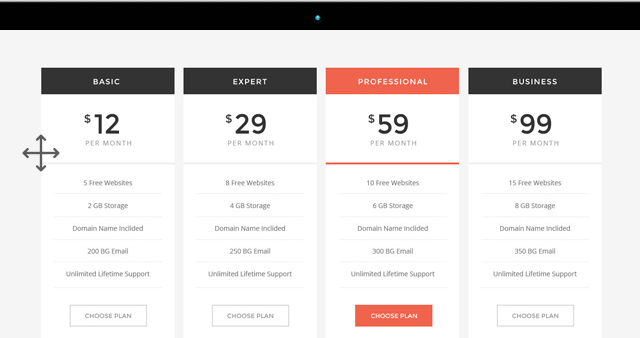 BASIC
$12
PER MONTH
5 Free Websites
2 GB Storage
Domain Name Inclided
200 BG Email
Unlimited Lifetime Support
CHOOSE PLAN
EXPERT
$29
PER MONTH
8 Free Websites
4 GB Storage
Domain Name Inclided
250 BG Email
Unlimited Lifetime Support
CHOOSE PLAN
PROFESSIONAL
$59
PER MONTH
10 Free Websites
6 GB Storage
Domain Name Inclided
300 BG Email
Unlimited Lifetime Support
CHOOSE PLAN
BUSINESS
$99
PER MONTH
15 Free Websites
8 GB Storage
Domain Name Inclided
350 BG Email
Unlimited Lifetime Support
CHOOSE PLAN